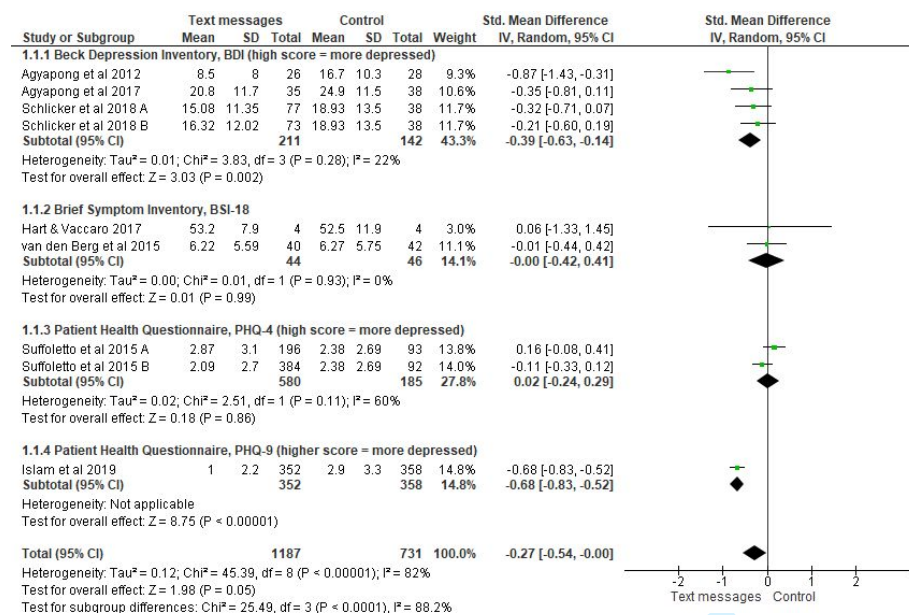 Text messages Control Std. Mean Difference Std. Mean Difference
Study or Subgroup Mean SD Total Mean SD Total Weight IV, Random, 95% CI IV, Random, 95% CI
1.1.1 Beck Depression Inventory, BDI (high score = more depressed)
Agyapong et al 2012 8.5 8 26 16.7 10.3 28 9.3% -0.87 [-1.43, -0.31]
Agyapong et al 2017 20.8 11.7 35 24.9 11.5 38 10.6% -0.35 [-0.81, 0.11]
Schlicker et al 2018 A 15.08 11.35 77 18.93 13.5 38 11.7% -0.32 [-0.71, 0.07]
Schlicker et al 2018 B 16.32 12.02 73 18.93 13.5 38 11.7% -0.21 [-0.60, 0.19]
Subtotal (95% CI) 211 142 43.3% -0.39 [-0.63, -0.14]
Heterogeneity: Tau² = 0.01; Chi² = 3.83, df = 3 (P = 0.28); I² = 22%
Test for overall effect: Z = 3.03 (P = 0.002)
1.1.2 Brief Symptom Inventory, BSI-18
Hart & Vaccaro 2017 53.2 7.9 4 52.5 11.9 4 3.0% 0.06 [-1.33, 1.45]
van den Berg et al 2015 6.22 5.59 40 6.27 5.75 42 11.1% -0.01 [-0.44, 0.42]
Subtotal (95% CI) 44 46 14.1% -0.00 [-0.42, 0.41]
Heterogeneity: Tau² = 0.00; Chi² = 0.01, df = 1 (P = 0.93); I² = 0%
Test for overall effect: Z = 0.01 (P = 0.99)
1.1.3 Patient Health Questionnaire, PHQ-4 (high score = more depressed)
Suffoletto et al 2015 A 2.87 3.1 196 2.38 2.69 93 13.8% 0.16 [-0.08, 0.41]
Suffoletto et al 2015 B 2.09 2.7 384 2.38 2.69 92 14.0% -0.11 [-0.33, 0.12]
Subtotal (95% CI) 580 185 27.8% 0.02 [-0.24, 0.29]
Heterogeneity: Tau² = 0.02; Chi² = 2.51, df = 1 (P = 0.11); I² = 60%
Test for overall effect: Z = 0.18 (P = 0.86)
1.1.4 Patient Health Questionnaire, PHQ-9 (higher score = more depressed)
Islam et al 2019 1 2.2 352 2.9 3.3 358 14.8% -0.68 [-0.83, -0.52]
Subtotal (95% CI) 352 358 14.8% -0.68 [-0.83, -0.52]
Heterogeneity: Not applicable
Test for overall effect: Z = 8.75 (P < 0.00001)
Total (95% CI) 1187 731 100.0% -0.27 [-0.54, -0.00]
Heterogeneity: Tau² = 0.12; Chi² = 45.39, df = 8 (P < 0.00001); I² = 82%
Test for overall effect: Z = 1.98 (P = 0.05)
Test for subgroup differences: Chi² = 25.49, df = 3 (P < 0.0001), I² = 88.2%
-2 -1 0 1 2
Text messages Control